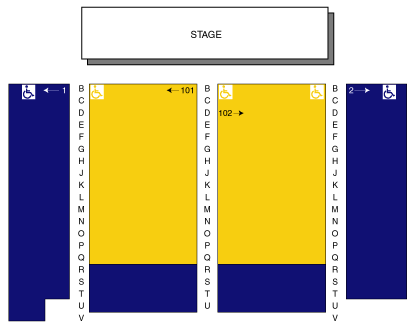 STAGE
← 1 B ← 101 B B 2 →
C C C
D 102 → D D
E E E
F F F
G G G
H H H
J J J
K K K
L L L
M M M
N N N
O O O
P P P
Q Q Q
R R R
S S S
T T T
U U U
V V